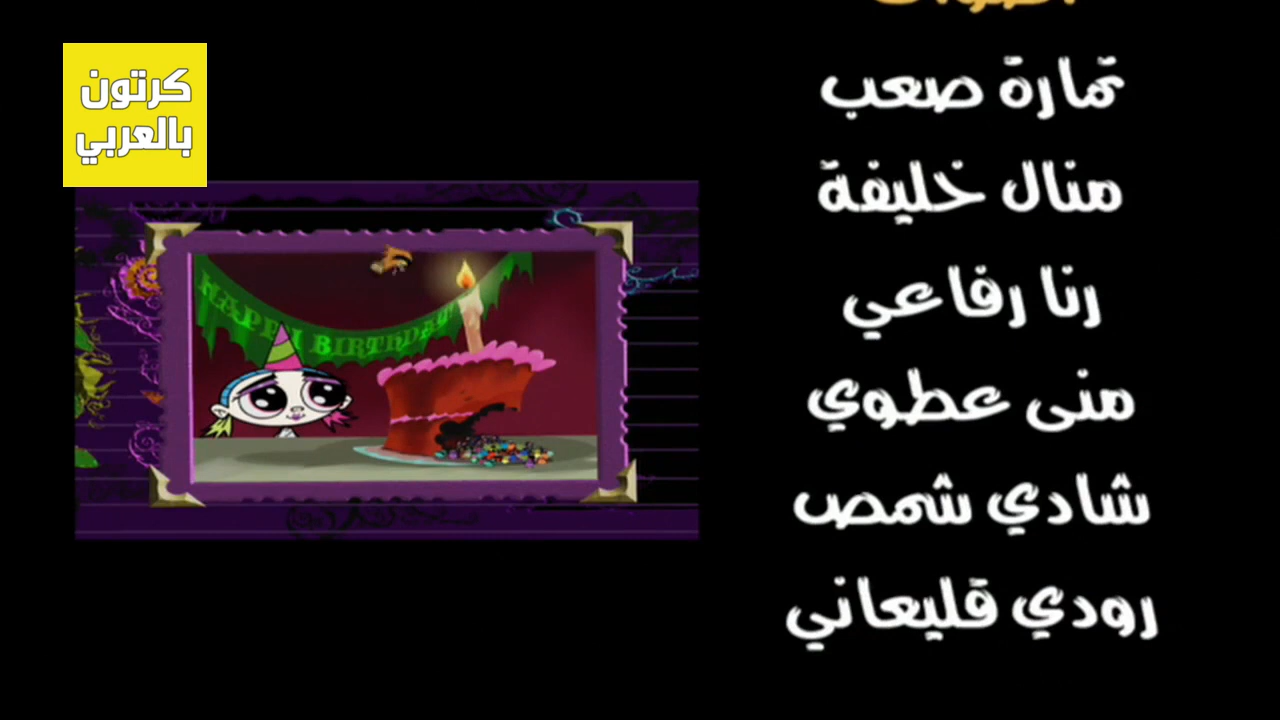 كرتون
بالعربي
تمارة صعب
منال خليفة
رنا رفاعي
منى عطوي
شادي شمص
رودي قليعاني
HAPPY BIRTHDAY